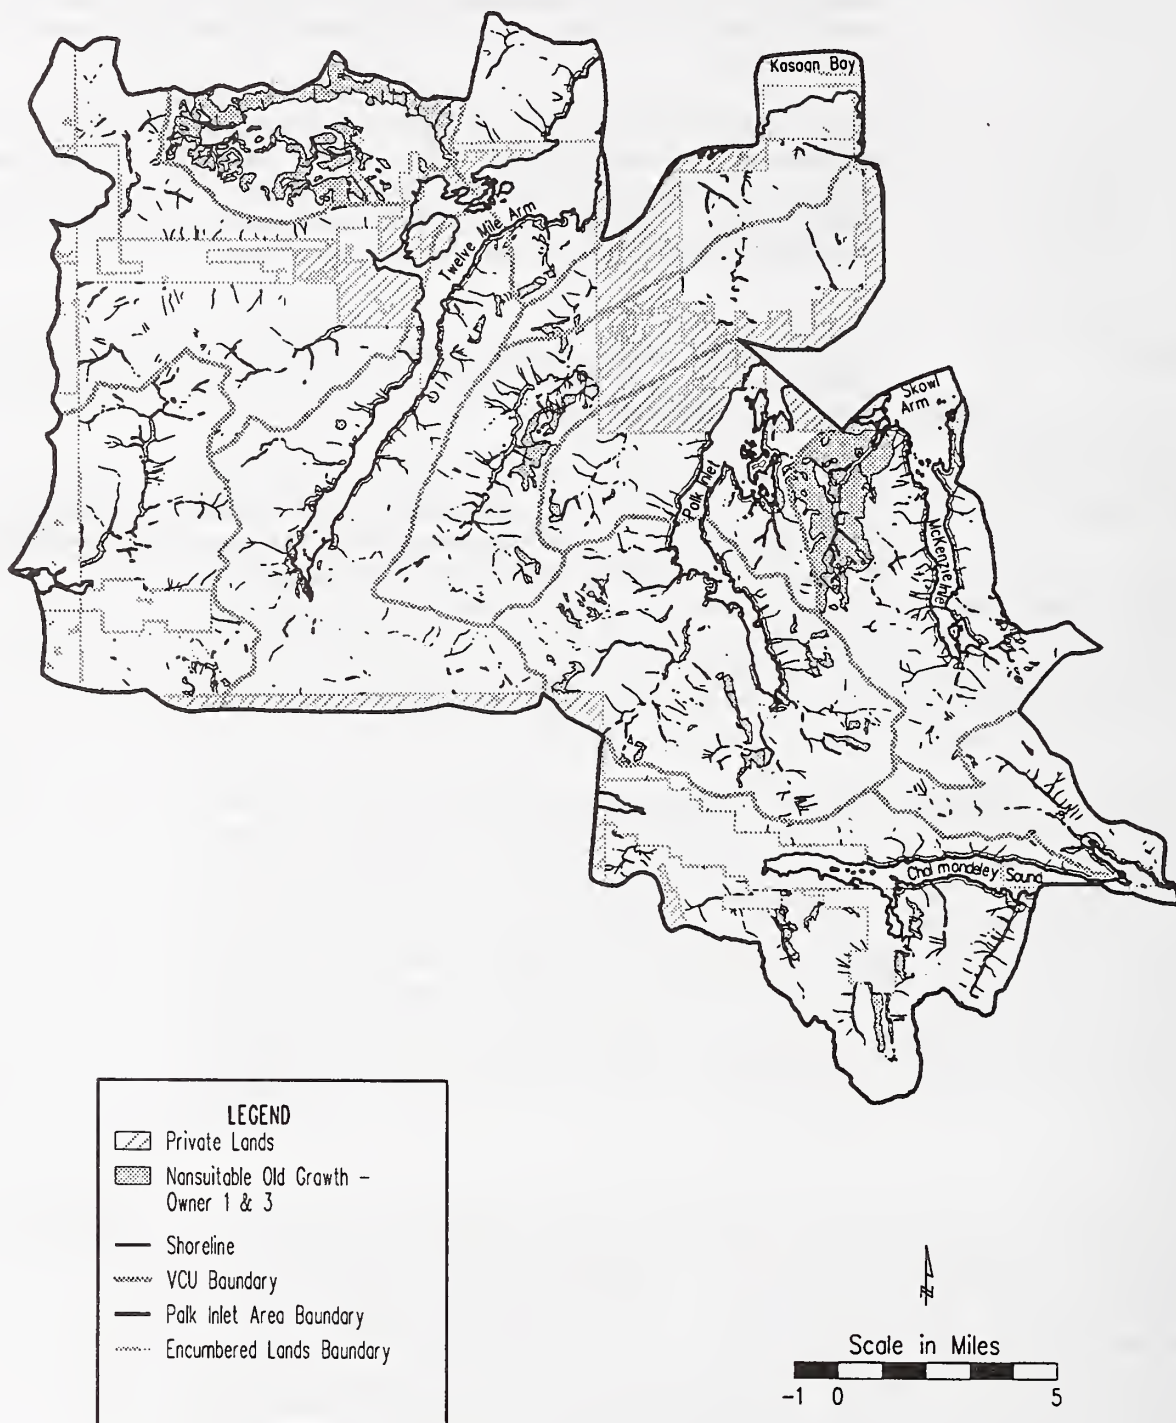 Kasaan Bay
Twelve Mile Arm
Skowl
Arm
Polk Inlet
McKenzie Inle
Cholmondeley Sound
LEGEND
Private Lands
Nonsuitable Old Growth –
Owner 1 & 3
Shoreline
VCU Boundary
Polk Inlet Area Boundary
Encumbered Lands Boundary
N
Scale in Miles
-1 0 5